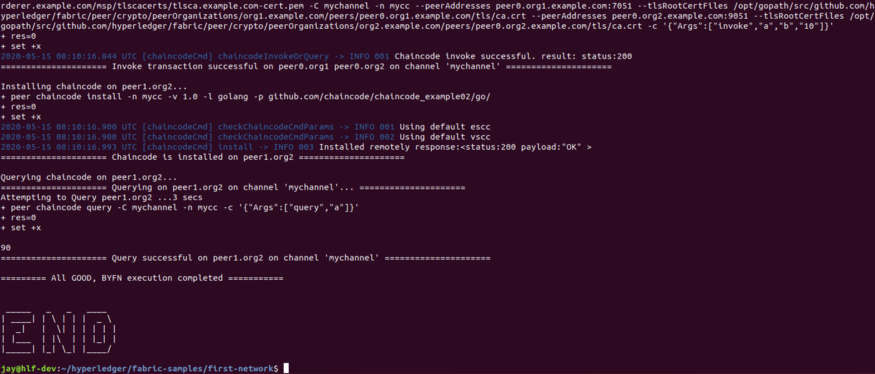 rderer.example.com/msp/tlscacerts/tlsca.example.com-cert.pem -C mychannel -n mycc --peerAddresses peer0.org1.example.com:7051 --tlsRootCertFiles /opt/gopath/src/github.com/h
yperledger/fabric/peer/crypto/peerOrganizations/org1.example.com/peers/peer0.org1.example.com/tls/ca.crt --peerAddresses peer0.org2.example.com:9051 --tlsRootCertFiles /opt/
gopath/src/github.com/hyperledger/fabric/peer/crypto/peerOrganizations/org2.example.com/peers/peer0.org2.example.com/tls/ca.crt -c '{"Args":["invoke","a","b","10"]}'
+ res=0
+ set +x
2020-05-15 08:10:16.844 UTC [chaincodeCmd] chaincodeInvokeOrQuery -> INFO 001 Chaincode invoke successful. result: status:200
===================== Invoke transaction successful on peer0.org1 peer0.org2 on channel 'mychannel' =====================
Installing chaincode on peer1.org2...
+ peer chaincode install -n mycc -v 1.0 -l golang -p github.com/chaincode/chaincode_example02/go/
+ res=0
+ set +x
2020-05-15 08:10:16.900 UTC [chaincodeCmd] checkChaincodeCmdParams -> INFO 001 Using default escc
2020-05-15 08:10:16.900 UTC [chaincodeCmd] checkChaincodeCmdParams -> INFO 002 Using default vscc
2020-05-15 08:10:16.993 UTC [chaincodeCmd] install -> INFO 003 Installed remotely response:<status:200 payload:"OK" >
===================== Chaincode is installed on peer1.org2 =====================
Querying chaincode on peer1.org2...
===================== Querying on peer1.org2 on channel 'mychannel'... =====================
Attempting to Query peer1.org2 ...3 secs
+ peer chaincode query -C mychannel -n mycc -c '{"Args":["query","a"]}'
+ res=0
+ set +x
90
===================== Query successful on peer1.org2 on channel 'mychannel' =====================
========= All GOOD, BYFN execution completed ===========
END
jay@hlf-dev:~/hyperledger/fabric-samples/first-network$